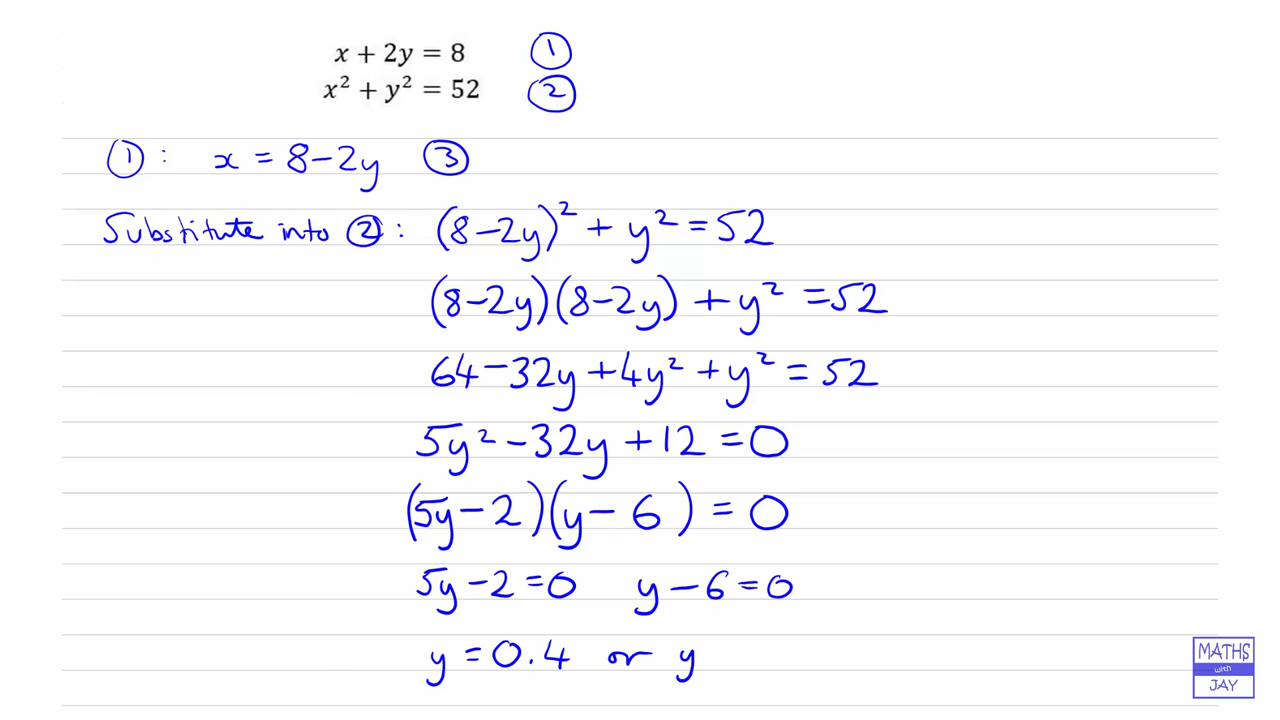 x + 2y = 8 ①
x² + y² = 52 ②
①: x = 8 − 2y ③
Substitute into ②: (8 − 2y)² + y² = 52
(8 − 2y)(8 − 2y) + y² = 52
64 − 32y + 4y² + y² = 52
5y² − 32y + 12 = 0
(5y − 2)(y − 6) = 0
5y − 2 = 0 y − 6 = 0
y = 0.4 or y
MATHS
with
JAY